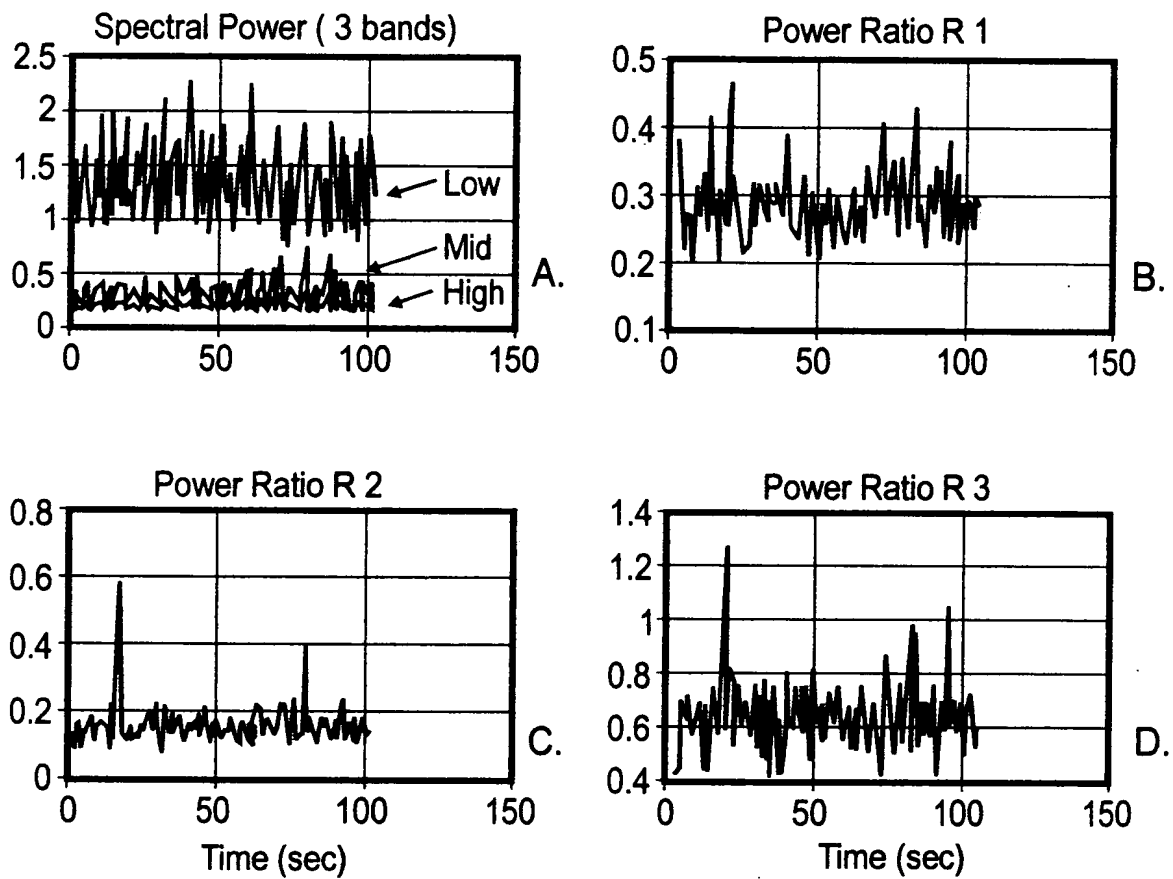 Spectral Power ( 3 bands)
2.5
2
1.5
1
0.5
0
0 50 100 150
Low
Mid
High
A.
Power Ratio R 1
0.5
0.4
0.3
0.2
0.1
0 50 100 150
B.
Power Ratio R 2
0.8
0.6
0.4
0.2
0
0 50 100 150
Time (sec)
C.
Power Ratio R 3
1.4
1.2
1
0.8
0.6
0.4
0 50 100 150
Time (sec)
D.